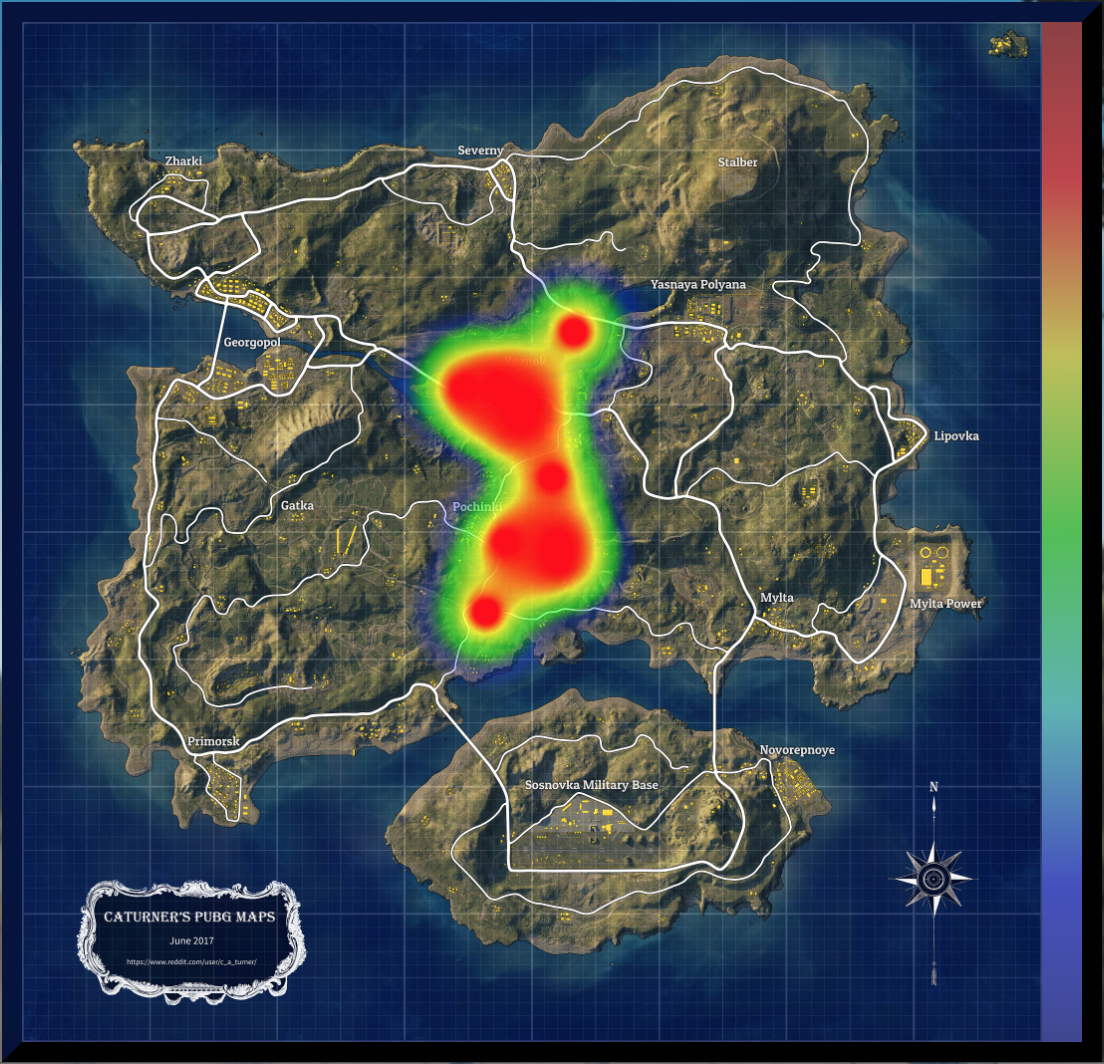 Severny
Zharki
Stalber
Yasnaya Polyana
Georgopol
Rozhok
Lipovka
Gatka
Pochinki
Mylta
Mylta Power
Primorsk
Novorepnoye
Sosnovka Military Base
N
CATURNER'S PUBG MAPS
June 2017
https://www.reddit.com/user/c_a_turner/